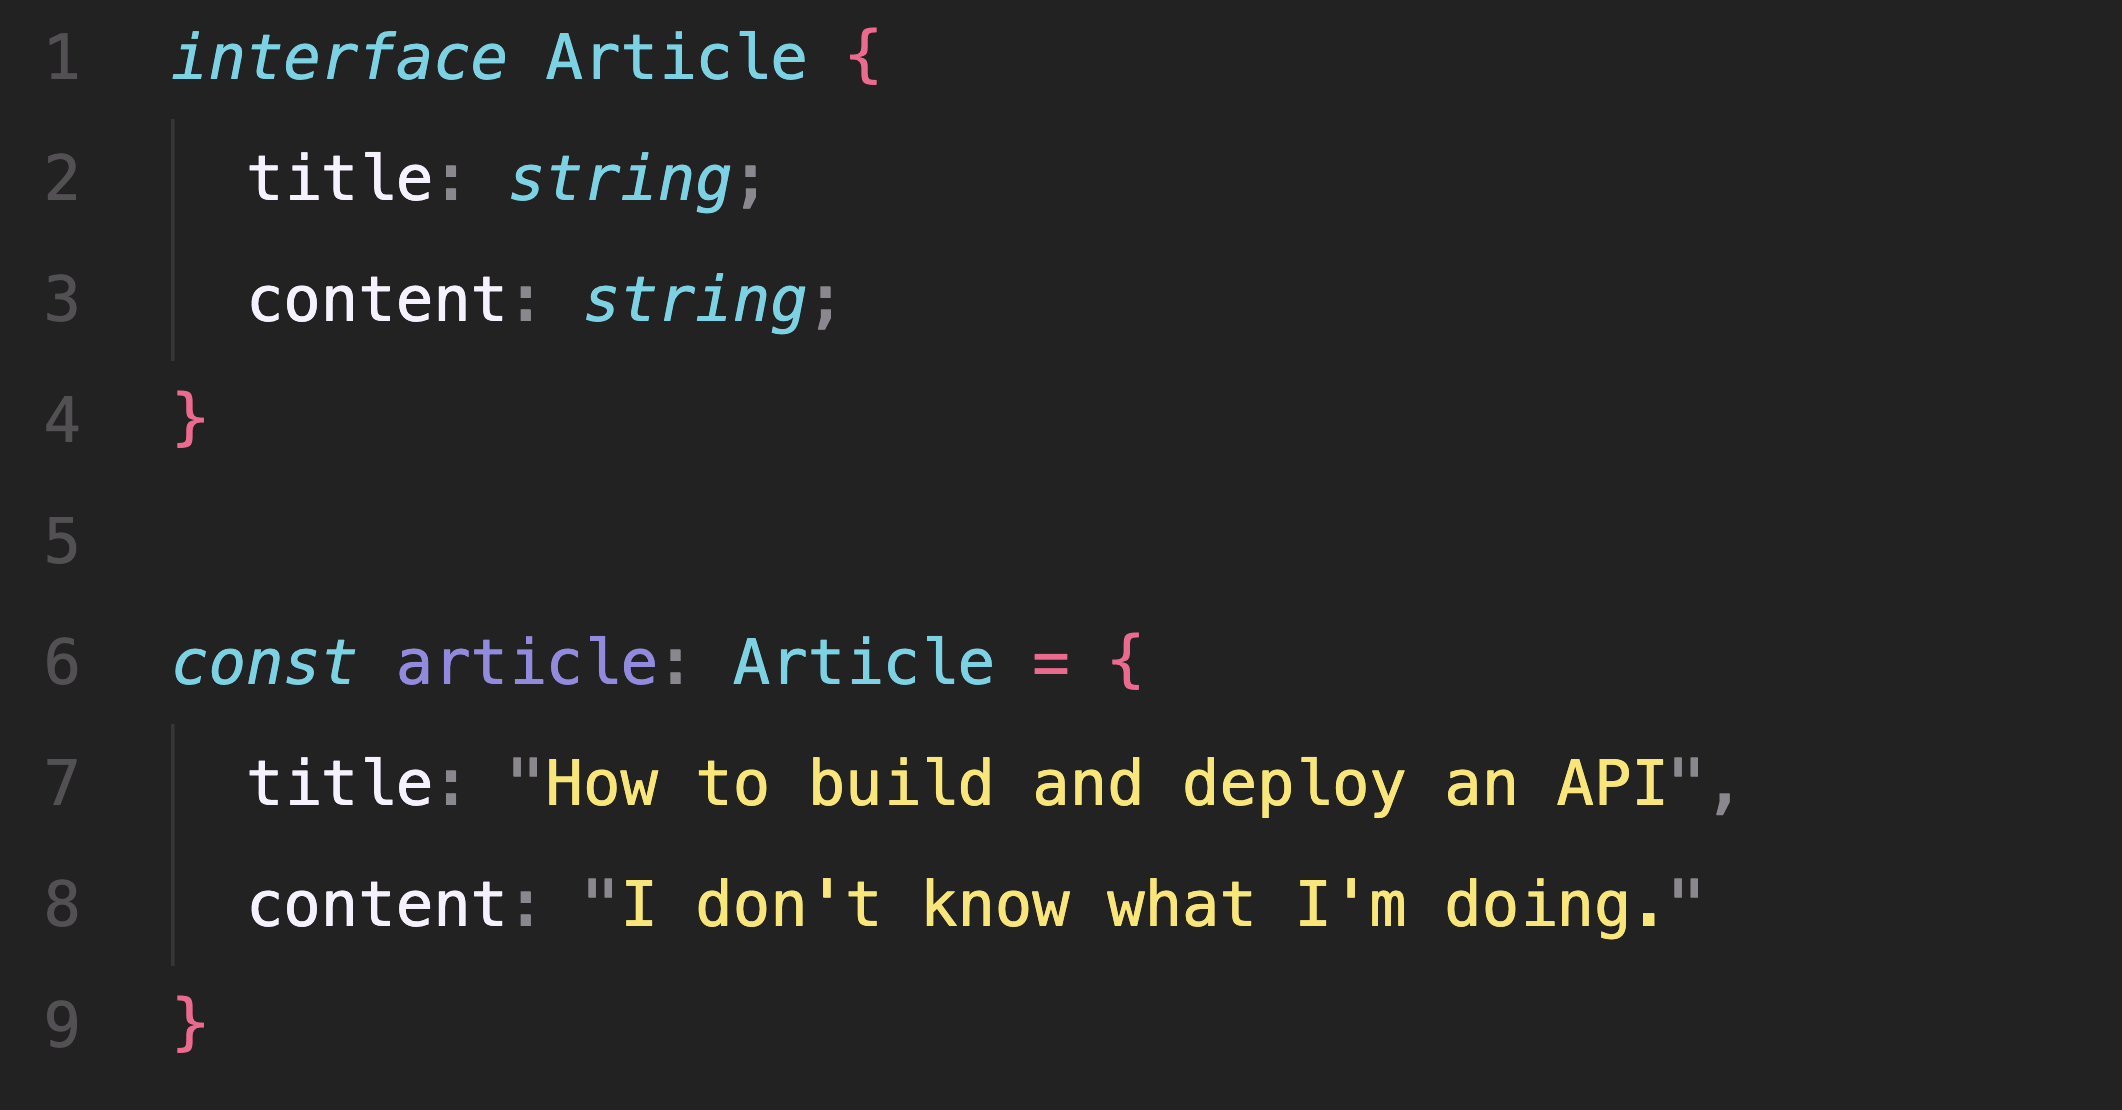 1 interface Article {
2 title: string;
3 content: string;
4 }
5
6 const article: Article = {
7 title: "How to build and deploy an API",
8 content: "I don't know what I'm doing."
9 }